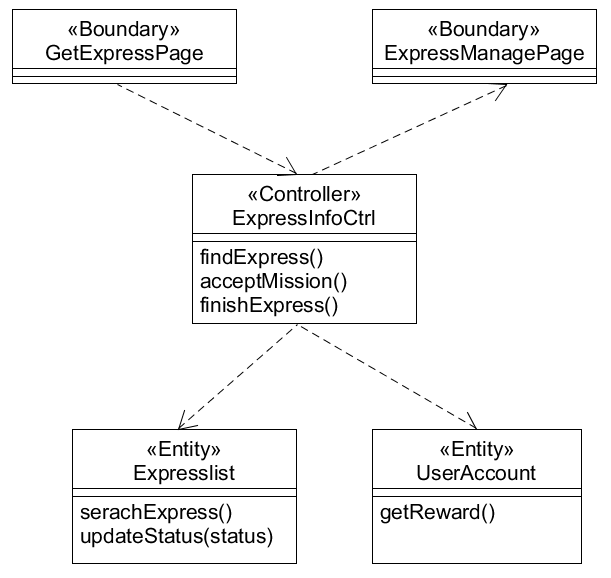 «Boundary»
GetExpressPage
«Boundary»
ExpressManagePage
«Controller»
ExpressInfoCtrl
findExpress()
acceptMission()
finishExpress()
«Entity»
Expresslist
serachExpress()
updateStatus(status)
«Entity»
UserAccount
getReward()